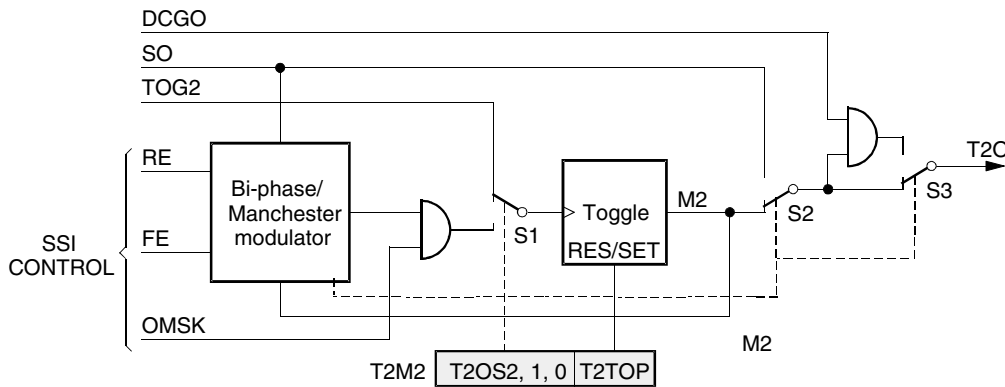 DCGO
SO
TOG2
RE
Bi-phase/
Manchester
modulator
FE
SSI
CONTROL
OMSK
S1
Toggle
RES/SET
M2
S2
S3
T2O
M2
T2M2
T2OS2, 1, 0
T2TOP